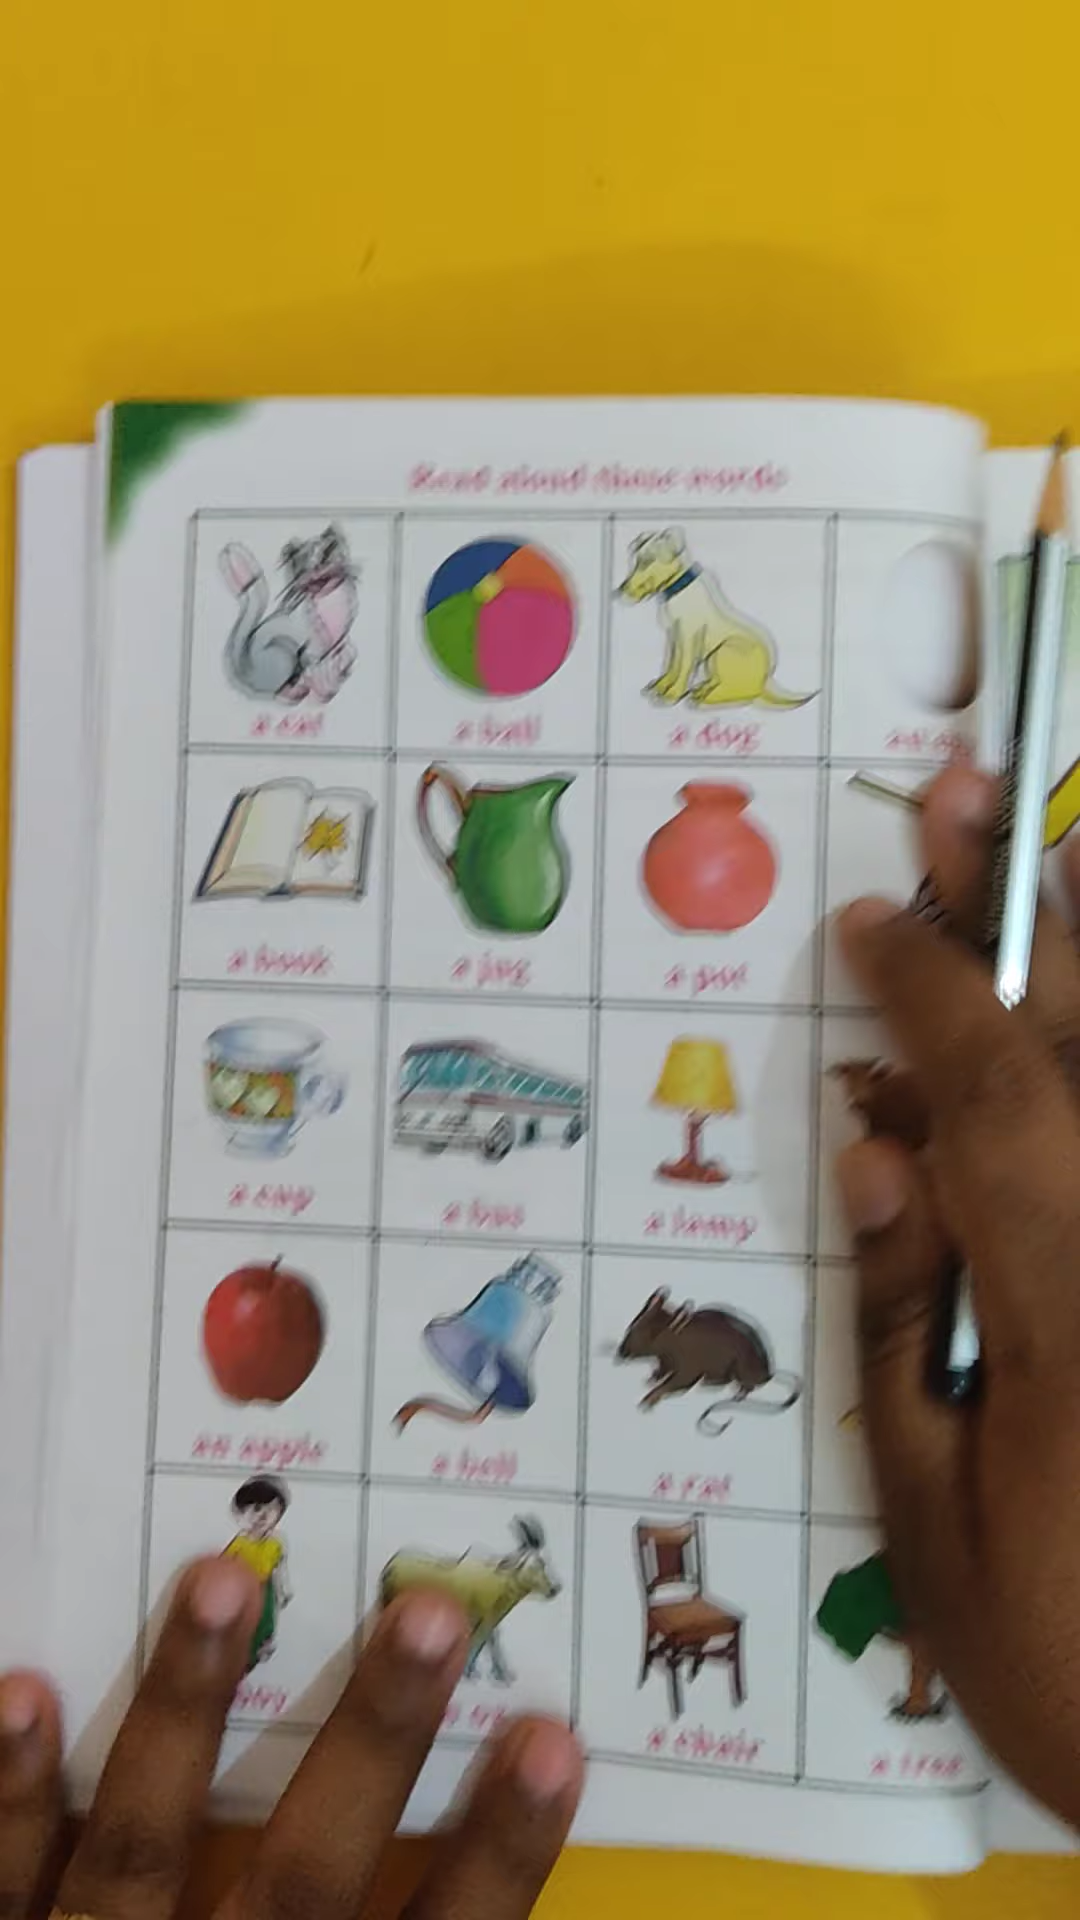 Read aloud these words
a cat a ball a dog
a book a jug a pot
a cup a bus a lamp
an apple a bell a rat
a chair a tree